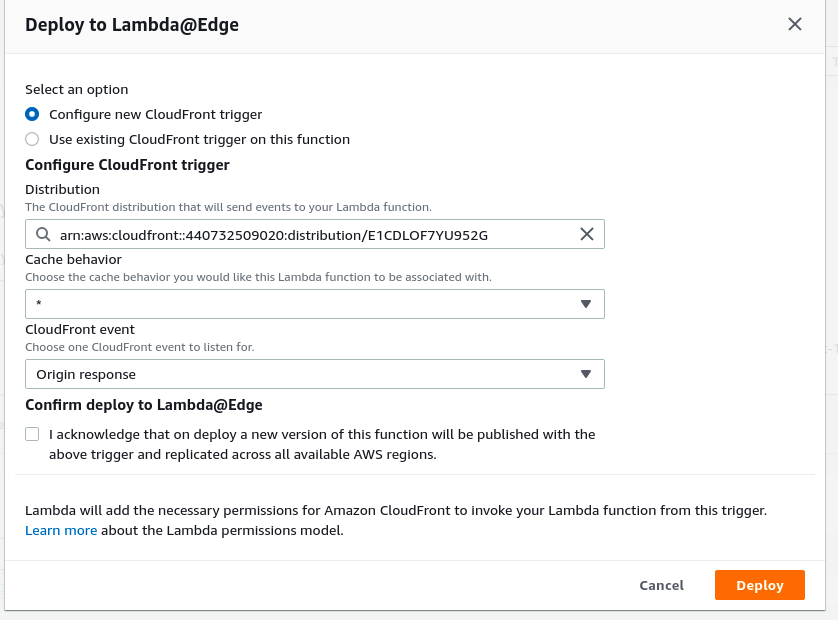 Deploy to Lambda@Edge
Select an option
Configure new CloudFront trigger
Use existing CloudFront trigger on this function
Configure CloudFront trigger
Distribution
The CloudFront distribution that will send events to your Lambda function.
arn:aws:cloudfront::440732509020:distribution/E1CDLOF7YU952G
Cache behavior
Choose the cache behavior you would like this Lambda function to be associated with.
*
CloudFront event
Choose one CloudFront event to listen for.
Origin response
Confirm deploy to Lambda@Edge
I acknowledge that on deploy a new version of this function will be published with the
above trigger and replicated across all available AWS regions.
Lambda will add the necessary permissions for Amazon CloudFront to invoke your Lambda function from this trigger.
Learn more about the Lambda permissions model.
Cancel
Deploy